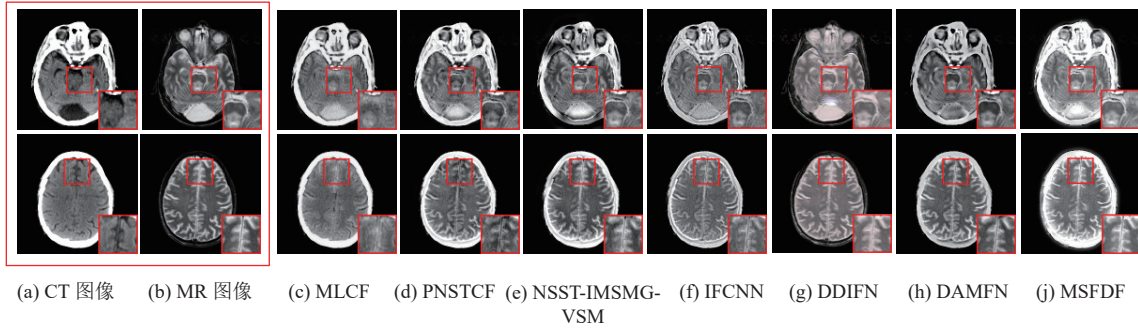 (a) CT 图像 (b) MR 图像 (c) MLCF (d) PNSTCF (e) NSST-IMSMG- (f) IFCNN (g) DDIFN (h) DAMFN (j) MSFDF
VSM